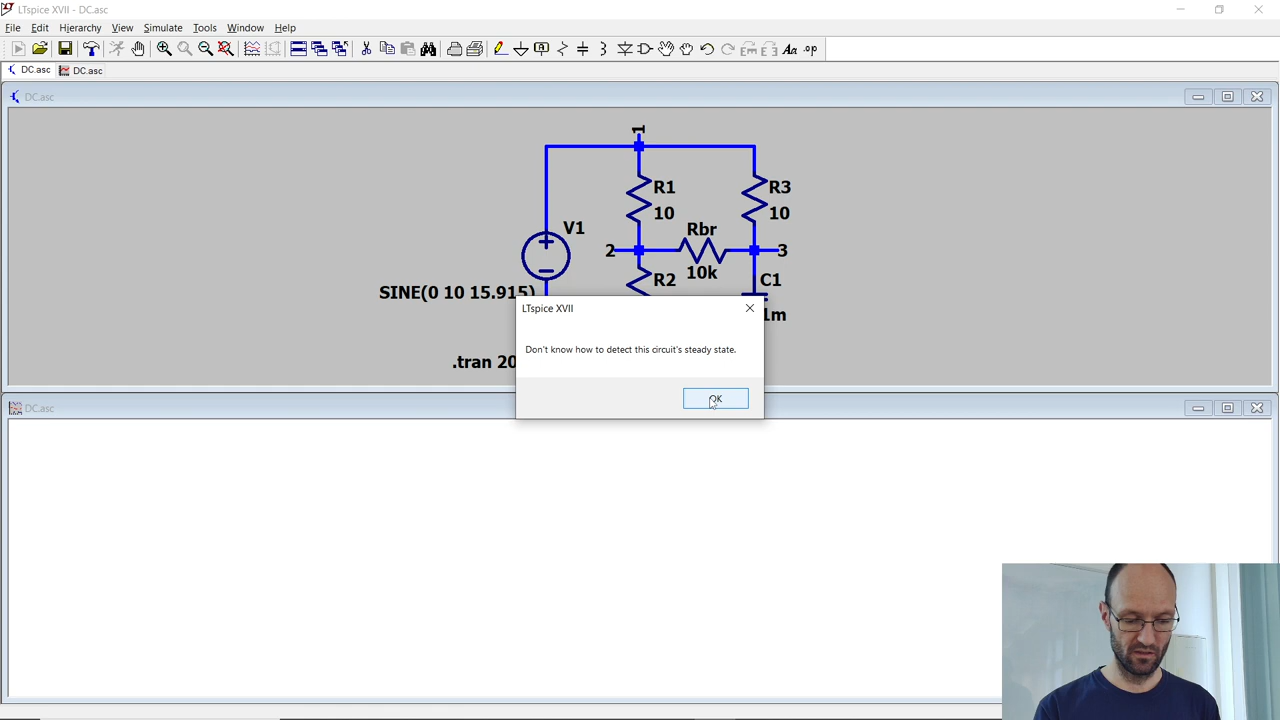 LTspice XVII - DC.asc
File Edit Hierarchy View Simulate Tools Window Help
Aa .op
DC.asc DC.asc
DC.asc
1
R1
10
R3
10
V1
Rbr
2
3
10k
R2
C1
SINE(0 10 15.915)
1m
.tran 20
LTspice XVII
Don't know how to detect this circuit's steady state.
OK
DC.asc